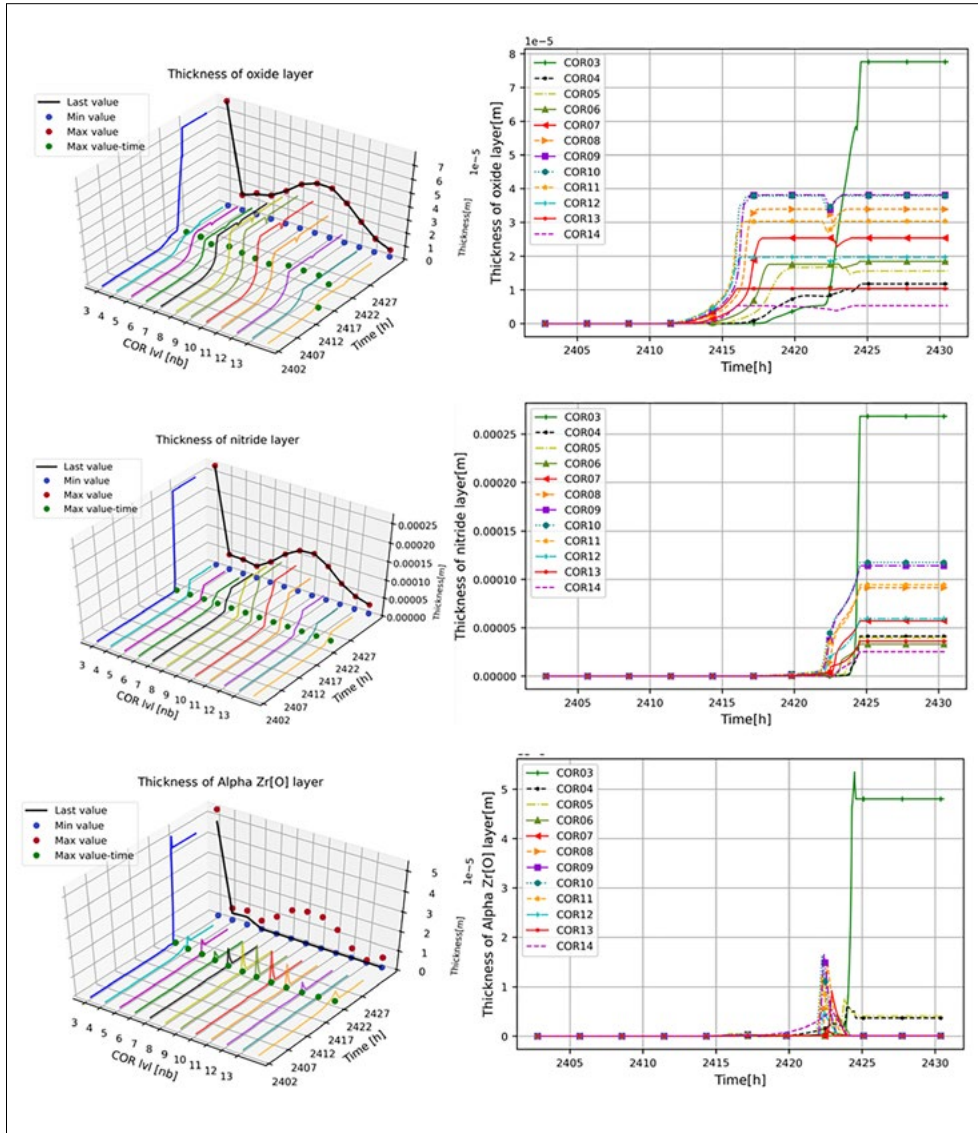 Thickness of oxide layer
Last value
Min value
Max value
Max value-time
3 4 5 6 7 8 9 10 11 12 13
COR lvl [nb]
2402 2407 2412 2417 2422 2427
Time [h]
0 1 2 3 4 5 6 7
Thickness[m]
1e−5
1e−5
COR03
COR04
COR05
COR06
COR07
COR08
COR09
COR10
COR11
COR12
COR13
COR14
8
7
6
5
4
3
2
1
0
Thickness of oxide layer[m]
2405 2410 2415 2420 2425 2430
Time[h]
Thickness of nitride layer
Last value
Min value
Max value
Max value-time
3 4 5 6 7 8 9 10 11 12 13
COR lvl [nb]
2402 2407 2412 2417 2422 2427
Time [h]
0.00025
0.00020
0.00015
0.00010
0.00005
0.00000
Thickness[m]
COR03
COR04
COR05
COR06
COR07
COR08
COR09
COR10
COR11
COR12
COR13
COR14
0.00025
0.00020
0.00015
0.00010
0.00005
0.00000
Thickness of nitride layer[m]
2405 2410 2415 2420 2425 2430
Time[h]
Thickness of Alpha Zr[O] layer
Last value
Min value
Max value
Max value-time
3 4 5 6 7 8 9 10 11 12 13
COR lvl [nb]
2402 2407 2412 2417 2422 2427
Time [h]
0 1 2 3 4 5
Thickness[m]
1e−5
COR03
COR04
COR05
COR06
COR07
COR08
COR09
COR10
COR11
COR12
COR13
COR14
5
4
3
2
1
0
Thickness of Alpha Zr[O] layer[m]
2405 2410 2415 2420 2425 2430
Time[h]